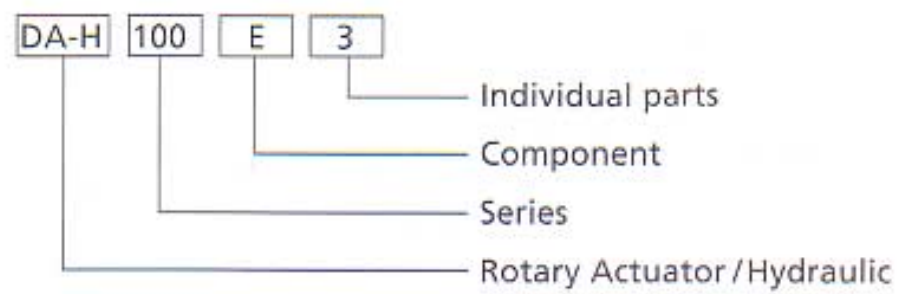 DA-H 100 E 3
Individual parts
Component
Series
Rotary Actuator/Hydraulic